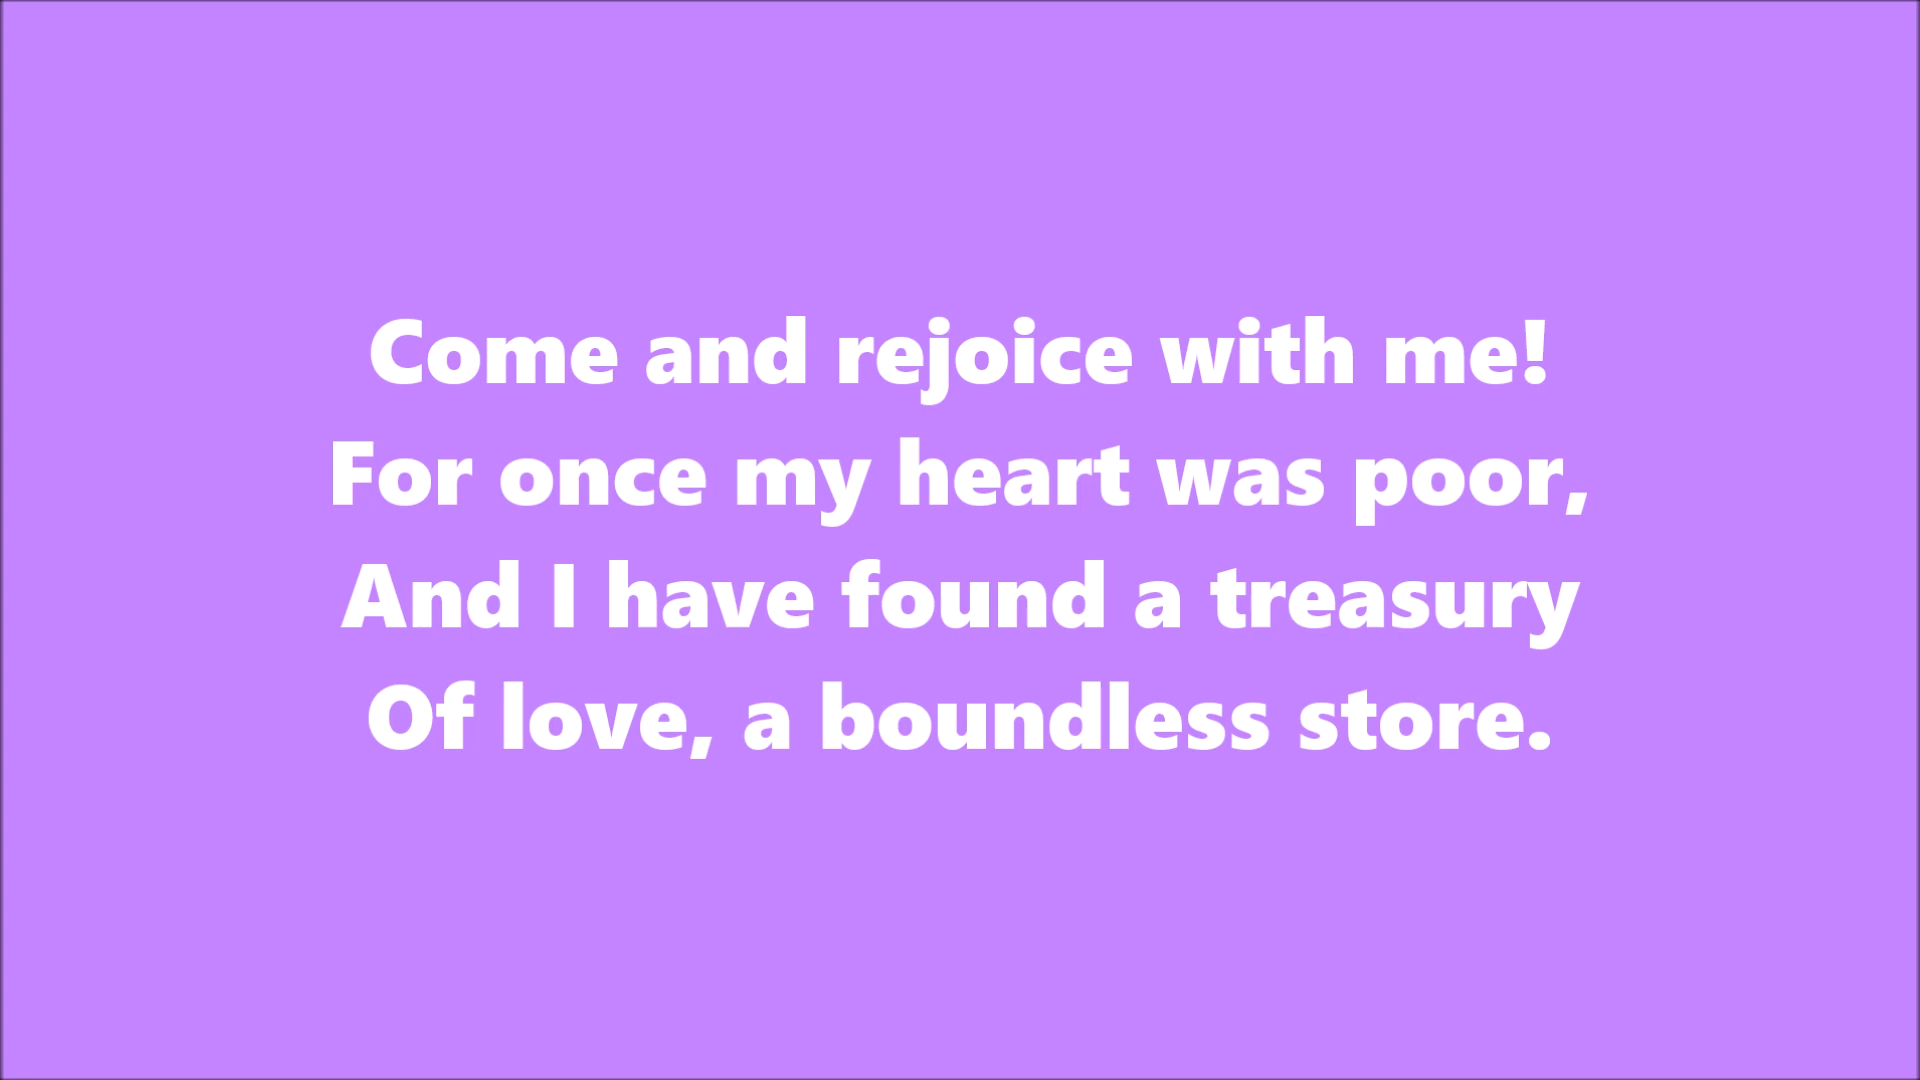 Come and rejoice with me!
For once my heart was poor,
And I have found a treasury
Of love, a boundless store.